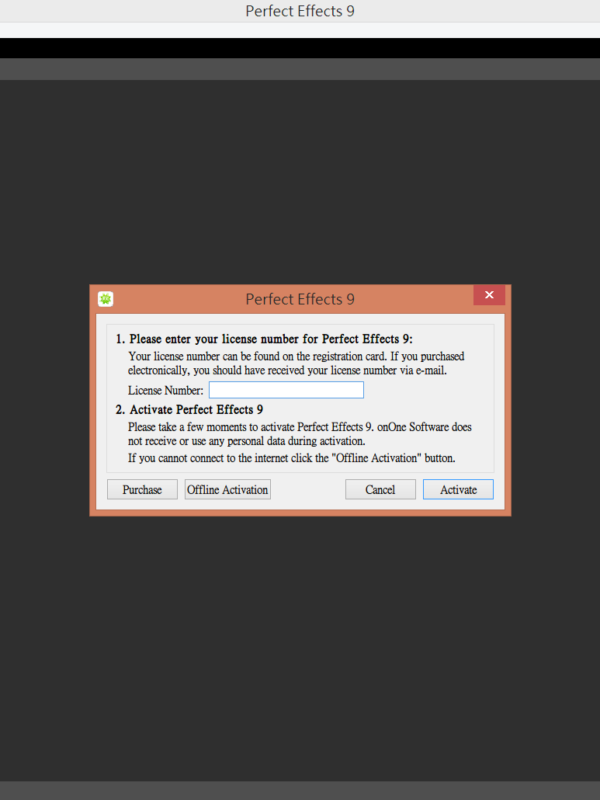 Perfect Effects 9
Perfect Effects 9
1. Please enter your license number for Perfect Effects 9:
Your license number can be found on the registration card. If you purchased
electronically, you should have received your license number via e-mail.
License Number:
2. Activate Perfect Effects 9
Please take a few moments to activate Perfect Effects 9. onOne Software does
not receive or use any personal data during activation.
If you cannot connect to the internet click the "Offline Activation" button.
Purchase Offline Activation Cancel Activate